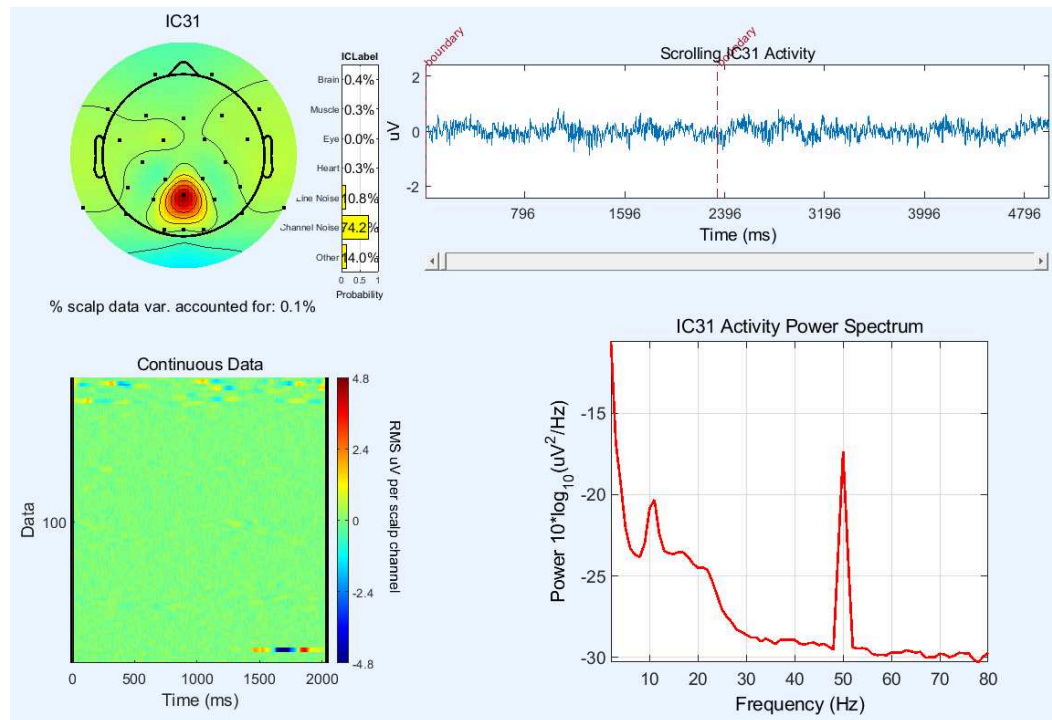 IC31
ICLabel
Brain 0.4%
Muscle 0.3%
Eye 0.0%
Heart 0.3%
Line Noise 10.8%
Channel Noise 74.2%
Other 14.0%
0 0.5 1
Probability
% scalp data var. accounted for: 0.1%
boundary
boundary
Scrolling IC31 Activity
2
0
-2
uV
796 1596 2396 3196 3996 4796
Time (ms)
Continuous Data
Data
100
0 500 1000 1500 2000
Time (ms)
4.8
2.4
0
-2.4
-4.8
RMS uV per scalp channel
IC31 Activity Power Spectrum
Power 10*log10(uV2/Hz)
-15
-20
-25
-30
10 20 30 40 50 60 70 80
Frequency (Hz)